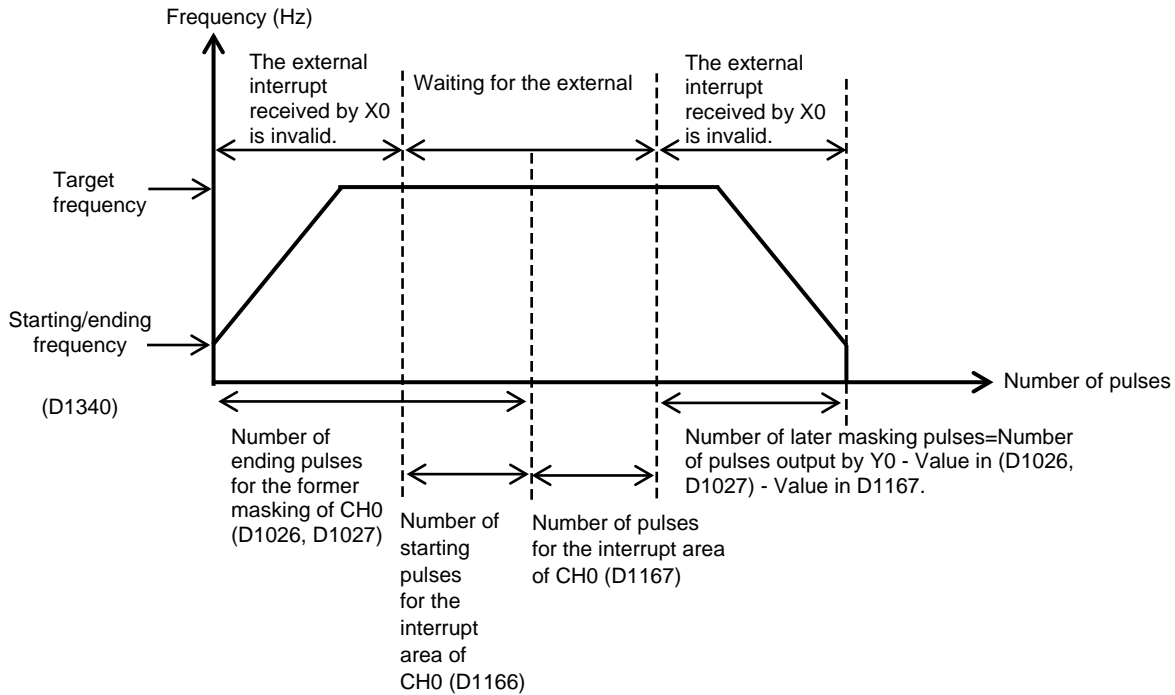 Frequency (Hz)
The external
interrupt
received by X0
is invalid.
Waiting for the external
The external
interrupt
received by X0
is invalid.
Target
frequency
Starting/ending
frequency
(D1340)
Number of pulses
Number of
ending pulses
for the former
masking of CH0
(D1026, D1027)
Number of later masking pulses=Number
of pulses output by Y0 - Value in (D1026,
D1027) - Value in D1167.
Number of
starting
pulses
for the
interrupt
area of
CH0 (D1166)
Number of pulses
for the interrupt area
of CH0 (D1167)